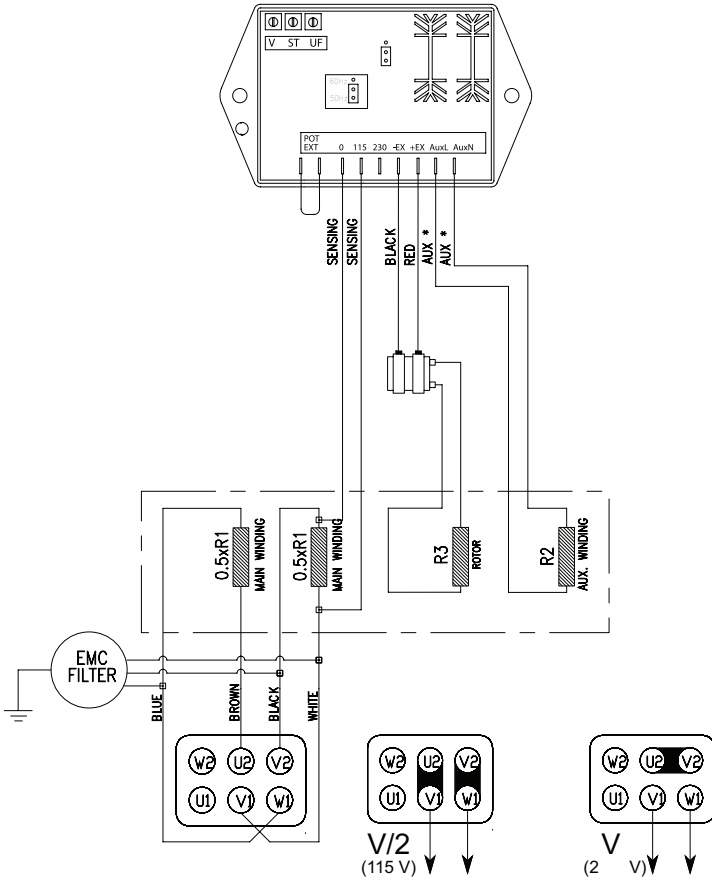 V ST UF
60Hz
50Hz
POT
EXT 0 115 230 -EX +EX AuxL AuxN
SENSING
SENSING
BLACK
RED
AUX *
AUX *
0.5xR1
MAIN WINDING
0.5xR1
MAIN WINDING
R3
ROTOR
R2
AUX. WINDING
EMC
FILTER
BLUE
BROWN
BLACK
WHITE
W2 U2 V2
U1 V1 W1
W2 U2 V2
U1 V1 W1
V/2
(115 V)
W2 U2 V2
U1 V1 W1
V
(2 V)